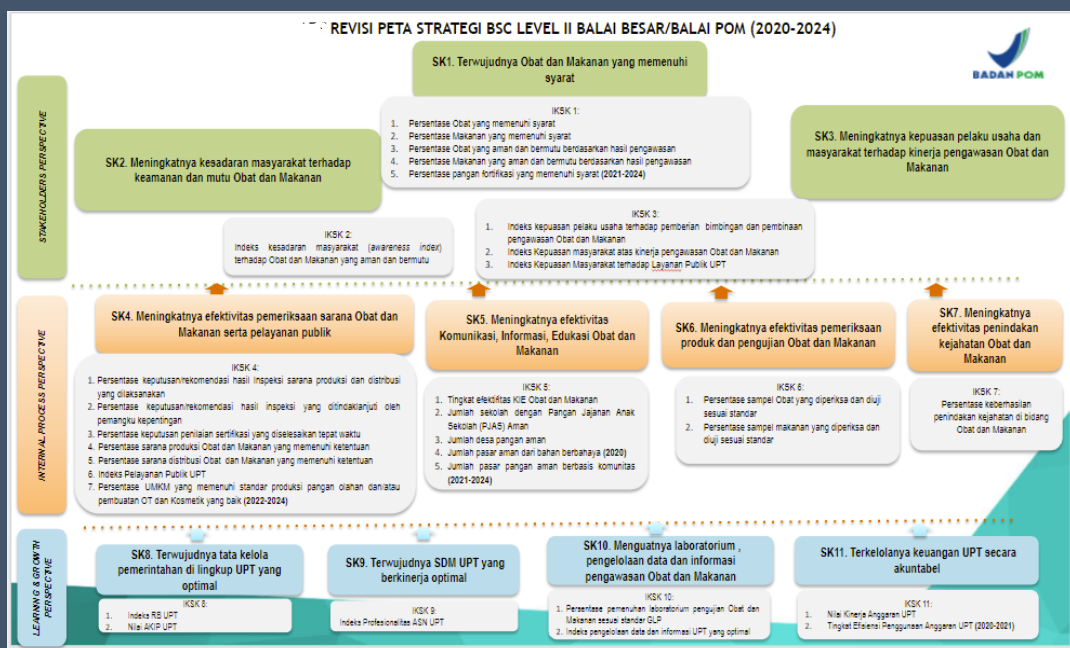 REVISI PETA STRATEGI BSC LEVEL II BALAI BESAR/BALAI POM (2020-2024)
BADAN POM
STAKEHOLDERS PERSPECTIVE
SK1. Terwujudnya Obat dan Makanan yang memenuhi
syarat
IKSK 1:
1. Persentase Obat yang memenuhi syarat
2. Persentase Makanan yang memenuhi syarat
3. Persentase Obat yang aman dan bermutu berdasarkan hasil pengawasan
4. Persentase Makanan yang aman dan bermutu berdasarkan hasil pengawasan
5. Persentase pangan fortifikasi yang memenuhi syarat (2021-2024)
SK2. Meningkatnya kesadaran masyarakat terhadap
keamanan dan mutu Obat dan Makanan
IKSK 2:
Indeks kesadaran masyarakat (awareness index)
terhadap Obat dan Makanan yang aman dan bermutu
SK3. Meningkatnya kepuasan pelaku usaha dan
masyarakat terhadap kinerja pengawasan Obat dan
Makanan
IKSK 3:
1. Indeks kepuasan pelaku usaha terhadap pemberian bimbingan dan pembinaan
pengawasan Obat dan Makanan
2. Indeks Kepuasan masyarakat atas kinerja pengawasan Obat dan Makanan
3. Indeks Kepuasan Masyarakat terhadap Layanan Publik UPT
INTERNAL PROCESS PERSPECTIVE
SK4. Meningkatnya efektivitas pemeriksaan sarana Obat dan
Makanan serta pelayanan publik
IKSK 4:
1. Persentase keputusan/rekomendasi hasil Inspeksi sarana produksi dan distribusi
yang dilaksanakan
2. Persentase keputusan/rekomendasi hasil inspeksi yang ditindaklanjuti oleh
pemangku kepentingan
3. Persentase keputusan penilaian sertifikasi yang diselesaikan tepat waktu
4. Persentase sarana produksi Obat dan Makanan yang memenuhi ketentuan
5. Persentase sarana distribusi Obat dan Makanan yang memenuhi ketentuan
6. Indeks Pelayanan Publik UPT
7. Persentase UMKM yang memenuhi standar produksi pangan olahan dan/atau
pembuatan OT dan Kosmetik yang baik (2022-2024)
SK5. Meningkatnya efektivitas
Komunikasi, Informasi, Edukasi Obat dan
Makanan
IKSK 5:
1. Tingkat efektifitas KIE Obat dan Makanan
2. Jumlah sekolah dengan Pangan Jajanan Anak
Sekolah (PJAS) Aman
3. Jumlah desa pangan aman
4. Jumlah pasar aman dari bahan berbahaya (2020)
5. Jumlah pasar pangan aman berbasis komunitas
(2021-2024)
SK6. Meningkatnya efektivitas pemeriksaan
produk dan pengujian Obat dan Makanan
IKSK 6:
1. Persentase sampel Obat yang diperiksa dan diuji
sesuai standar
2. Persentase sampel makanan yang diperiksa dan
diuji sesuai standar
SK7. Meningkatnya
efektivitas penindakan
kejahatan Obat dan
Makanan
IKSK 7:
Persentase keberhasilan
penindakan kejahatan di bidang
Obat dan Makanan
LEARNING & GROWTH
PERSPECTIVE
SK8. Terwujudnya tata kelola
pemerintahan di lingkup UPT yang
optimal
IKSK 8:
1. Indeks RB UPT
2. Nilai AKIP UPT
SK9. Terwujudnya SDM UPT yang
berkinerja optimal
IKSK 9:
Indeks Profesionalitas ASN UPT
SK10. Menguatnya laboratorium ,
pengelolaan data dan informasi
pengawasan Obat dan Makanan
IKSK 10:
1. Persentase pemenuhan laboratorium pengujian Obat dan
Makanan sesuai standar GLP
2. Indeks pengelolaan data dan informasi UPT yang optimal
SK11. Terkelolanya keuangan UPT secara
akuntabel
IKSK 11:
1. Nilai Kinerja Anggaran UPT
2. Tingkat Efisiensi Penggunaan Anggaran UPT (2020-2021)